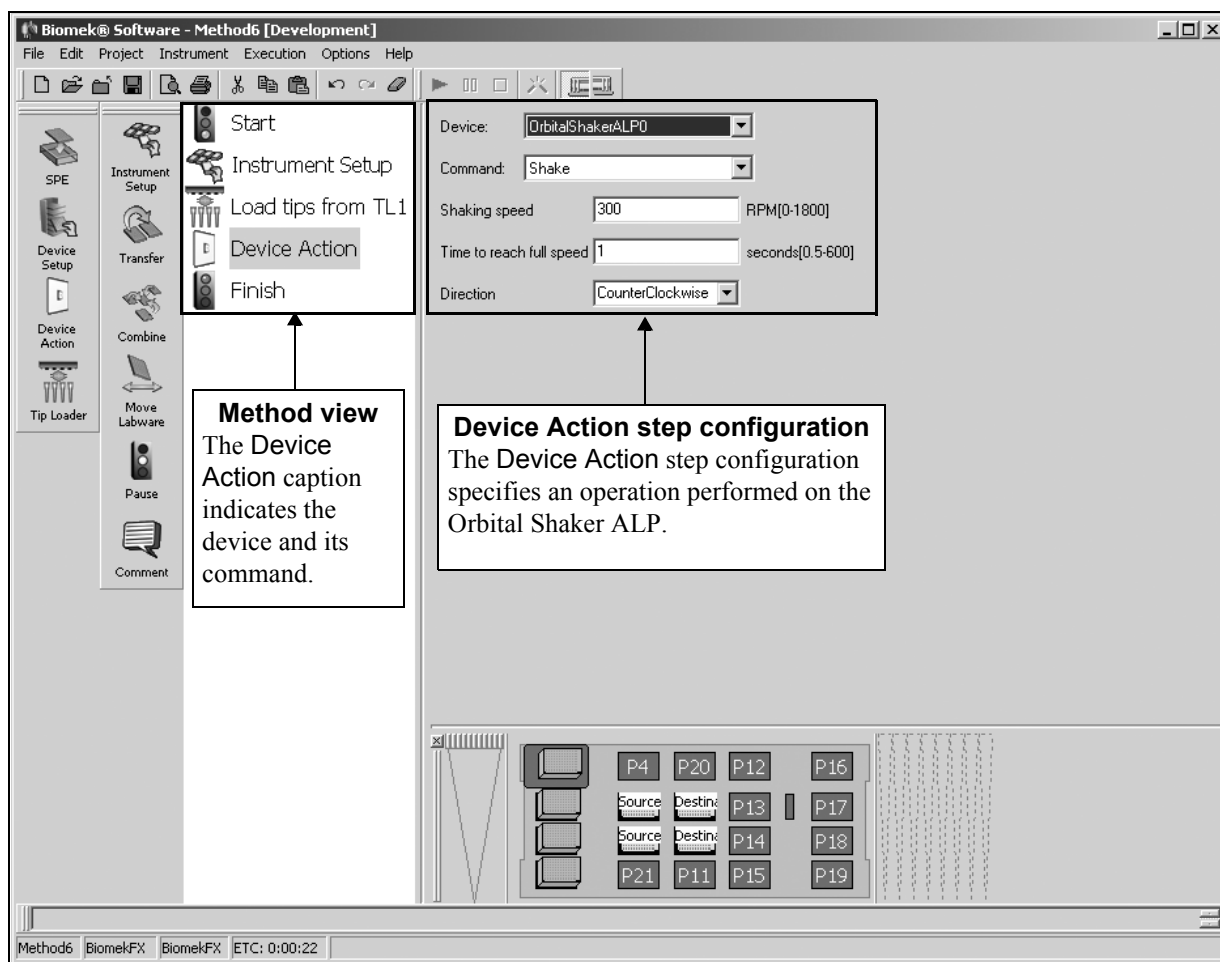 Biomek® Software - Method6 [Development]
File Edit Project Instrument Execution Options Help
SPE
Device
Setup
Device
Action
Tip Loader
Instrument
Setup
Transfer
Combine
Move
Labware
Pause
Comment
Start
Instrument Setup
Load tips from TL1
Device Action
Finish
Device: OrbitalShakerALP0
Command: Shake
Shaking speed 300 RPM[0-1800]
Time to reach full speed 1 seconds[0.5-600]
Direction CounterClockwise
Method view
The Device
Action caption
indicates the
device and its
command.
Device Action step configuration
The Device Action step configuration
specifies an operation performed on the
Orbital Shaker ALP.
P4 P20 P12 P16
Source Destina P13 P17
Source Destina P14 P18
P21 P11 P15 P19
Method6 BiomekFX BiomekFX ETC: 0:00:22